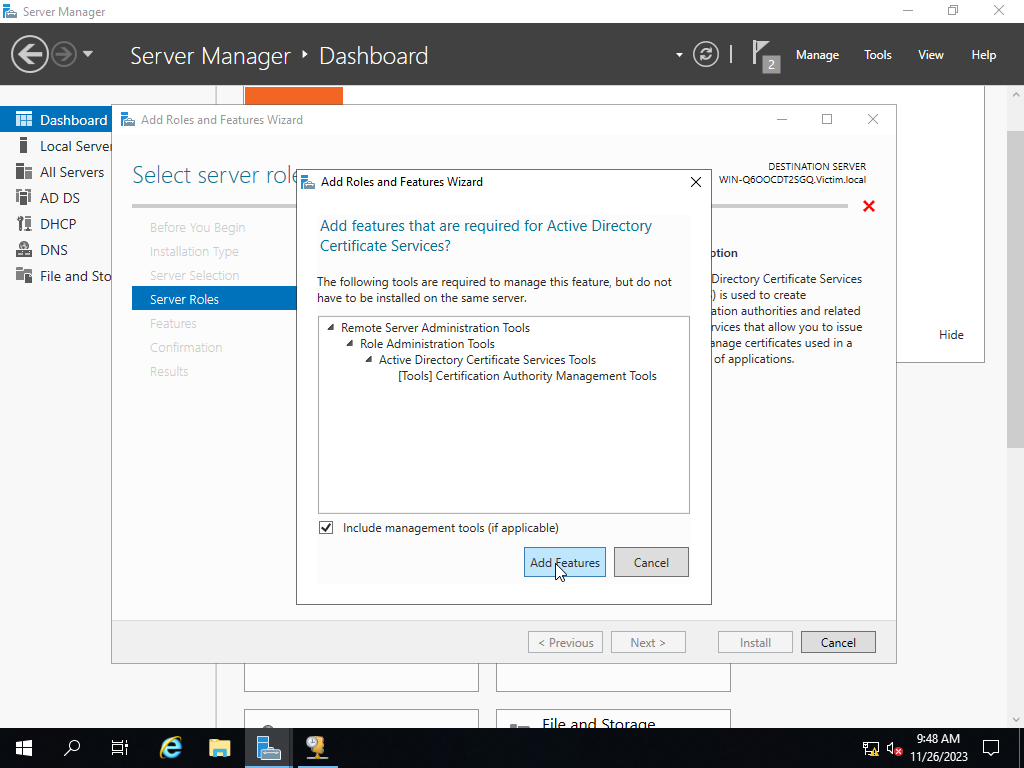 Server Manager
Server Manager ‣ Dashboard
2
Manage
Tools
View
Help
Dashboard
Local Server
All Servers
AD DS
DHCP
DNS
File and Sto
Add Roles and Features Wizard
Select server role
DESTINATION SERVER
WIN-Q6OOCDT2SGQ.Victim.local
Before You Begin
Installation Type
Server Selection
Server Roles
Features
Confirmation
Results
Add Roles and Features Wizard
Add features that are required for Active Directory
Certificate Services?
The following tools are required to manage this feature, but do not
have to be installed on the same server.
Remote Server Administration Tools
Role Administration Tools
Active Directory Certificate Services Tools
[Tools] Certification Authority Management Tools
Include management tools (if applicable)
Add Features
Cancel
ption
Directory Certificate Services
) is used to create
ation authorities and related
rvices that allow you to issue
anage certificates used in a
of applications.
Hide
< Previous
Next >
Install
Cancel
File and Storage
9:48 AM
11/26/2023